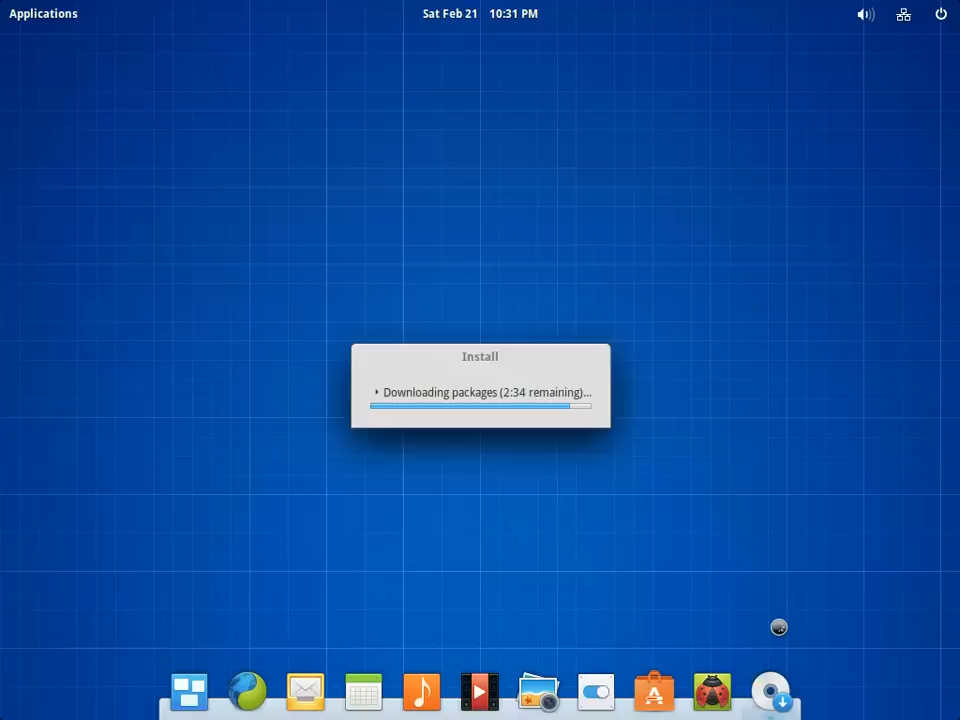 Applications
Sat Feb 21 10:31 PM
Install
Downloading packages (2:34 remaining)...